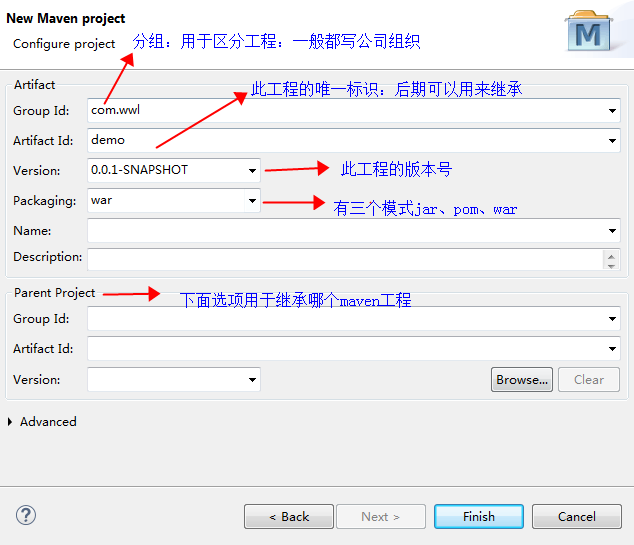 New Maven project
Configure project
分组：用于区分工程：一般都写公司组织
M
Artifact
此工程的唯一标识：后期可以用来继承
Group Id: com.wwl
Artifact Id: demo
Version: 0.0.1-SNAPSHOT
此工程的版本号
Packaging: war
有三个模式jar、pom、war
Name:
Description:
Parent Project
下面选项用于继承哪个maven工程
Group Id:
Artifact Id:
Version:
Browse...
Clear
Advanced
?
< Back
Next >
Finish
Cancel